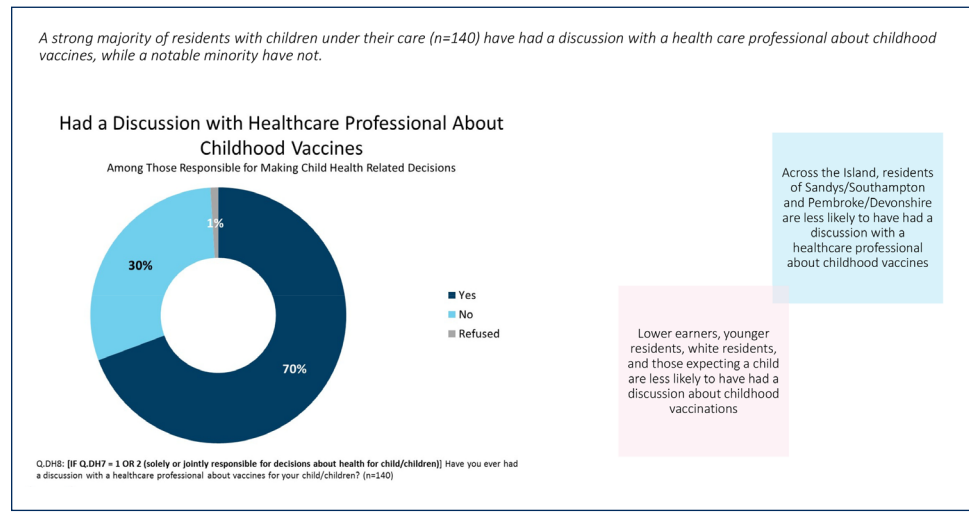 A strong majority of residents with children under their care (n=140) have had a discussion with a health care professional about childhood
vaccines, while a notable minority have not.
Had a Discussion with Healthcare Professional About
Childhood Vaccines
Among Those Responsible for Making Child Health Related Decisions
1%
30%
70%
Yes
No
Refused
Across the Island, residents
of Sandys/Southampton
and Pembroke/Devonshire
are less likely to have had a
discussion with a
healthcare professional
about childhood vaccines
Lower earners, younger
residents, white residents,
and those expecting a child
are less likely to have had a
discussion about childhood
vaccinations
Q.DH8: [IF Q.DH7 = 1 OR 2 (solely or jointly responsible for decisions about health for child/children)] Have you ever had
a discussion with a healthcare professional about vaccines for your child/children? (n=140)